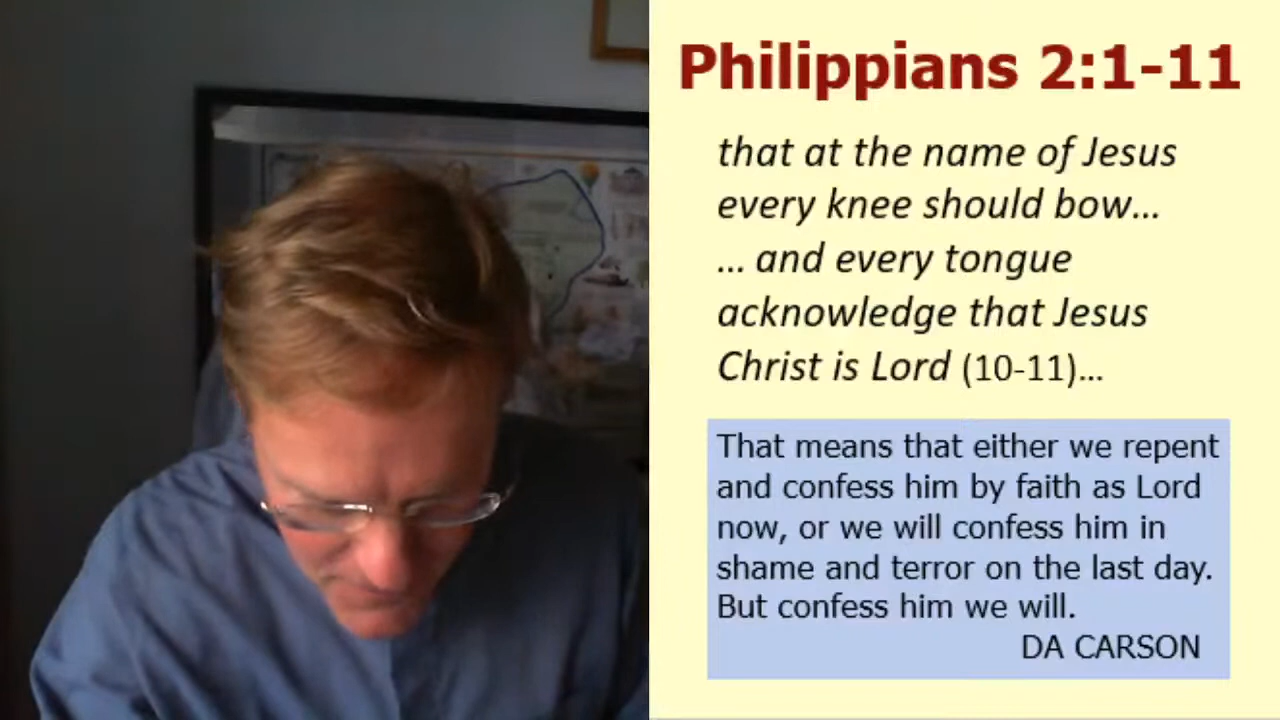 Philippians 2:1-11
that at the name of Jesus
every knee should bow...
... and every tongue
acknowledge that Jesus
Christ is Lord (10-11)...
That means that either we repent
and confess him by faith as Lord
now, or we will confess him in
shame and terror on the last day.
But confess him we will.
DA CARSON